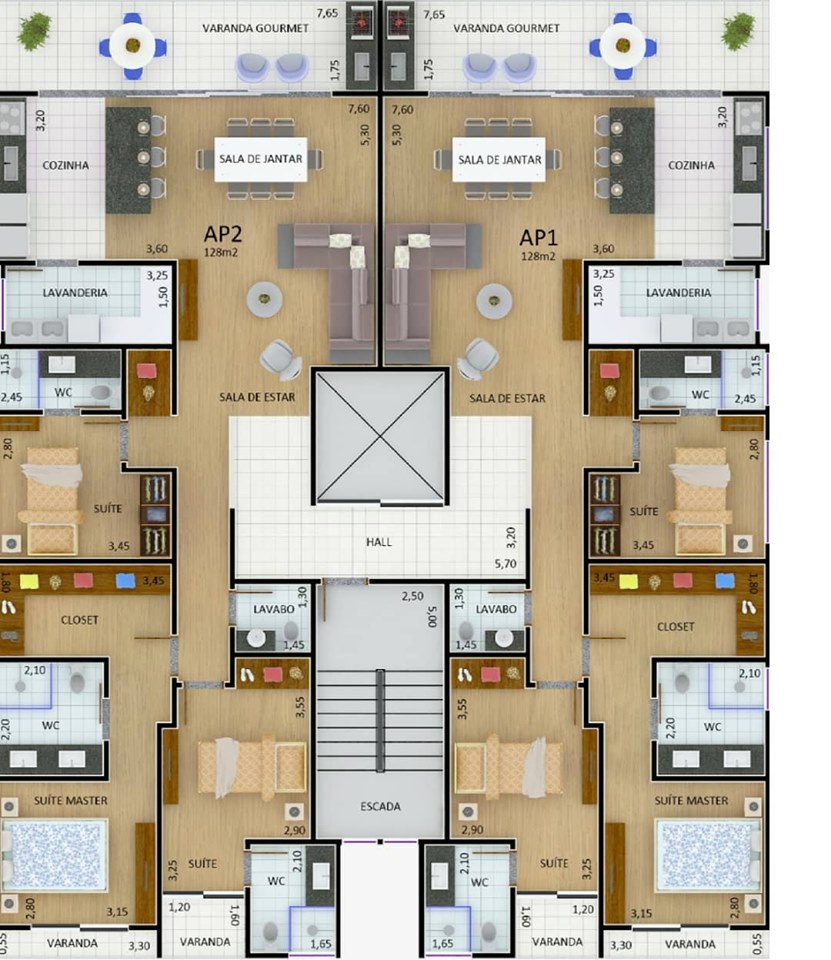 VARANDA GOURMET
7,65
1,75
7,65
1,75
VARANDA GOURMET
3,20
COZINHA
SALA DE JANTAR
7,60
5,30
7,60
5,30
SALA DE JANTAR
3,20
COZINHA
AP2
128m2
3,60
AP1
128m2
3,60
LAVANDERIA
3,25
1,50
3,25
1,50
LAVANDERIA
1,15
2,45
WC
SALA DE ESTAR
SALA DE ESTAR
WC
1,15
2,45
2,80
SUÍTE
3,45
HALL
3,20
5,70
SUÍTE
3,45
2,80
1,80
3,45
CLOSET
LAVABO
1,30
1,45
2,50
5,00
1,30
LAVABO
1,45
3,45
1,80
CLOSET
2,10
2,20
WC
3,55
3,55
2,10
2,20
WC
SUÍTE MASTER
ESCADA
SUÍTE MASTER
2,90
2,90
3,25
SUÍTE
WC
2,10
2,10
WC
SUÍTE
3,25
2,80
3,15
1,20
1,60
1,65
1,65
1,60
1,20
3,15
2,80
0,55
VARANDA
3,30
VARANDA
VARANDA
3,30
VARANDA
0,55